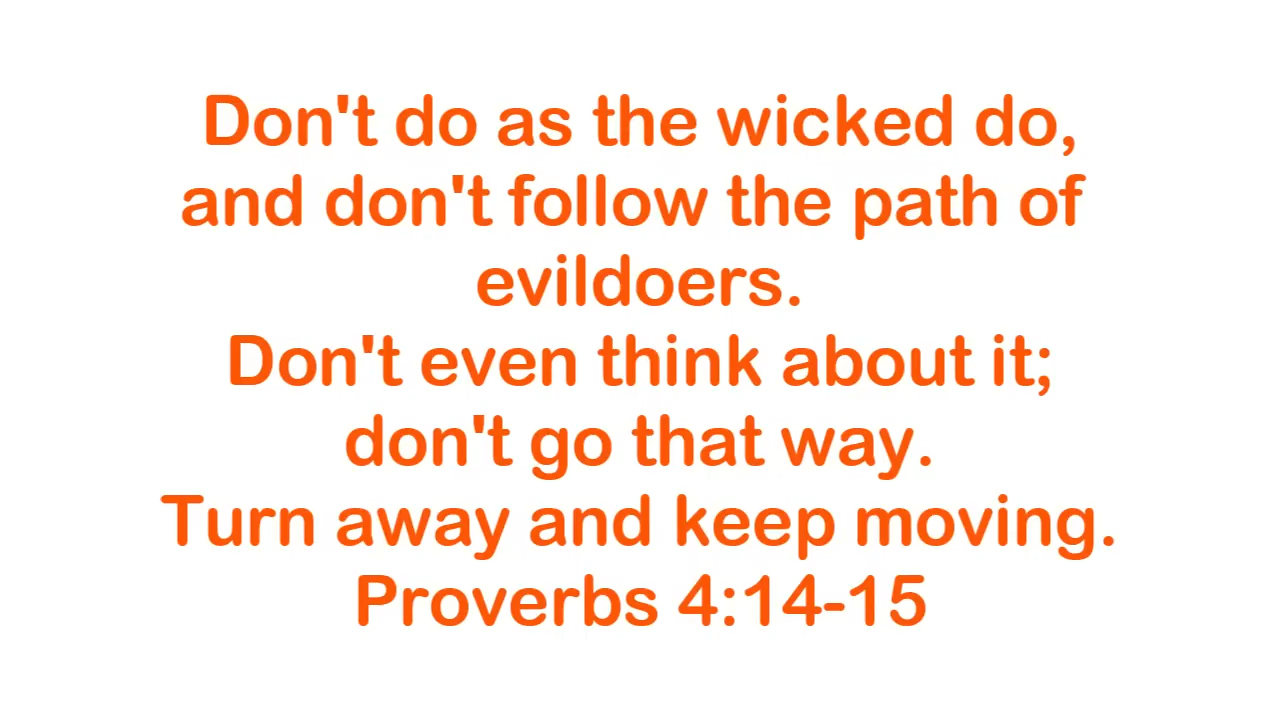 Don't do as the wicked do,
and don't follow the path of
evildoers.
Don't even think about it;
don't go that way.
Turn away and keep moving.
Proverbs 4:14-15